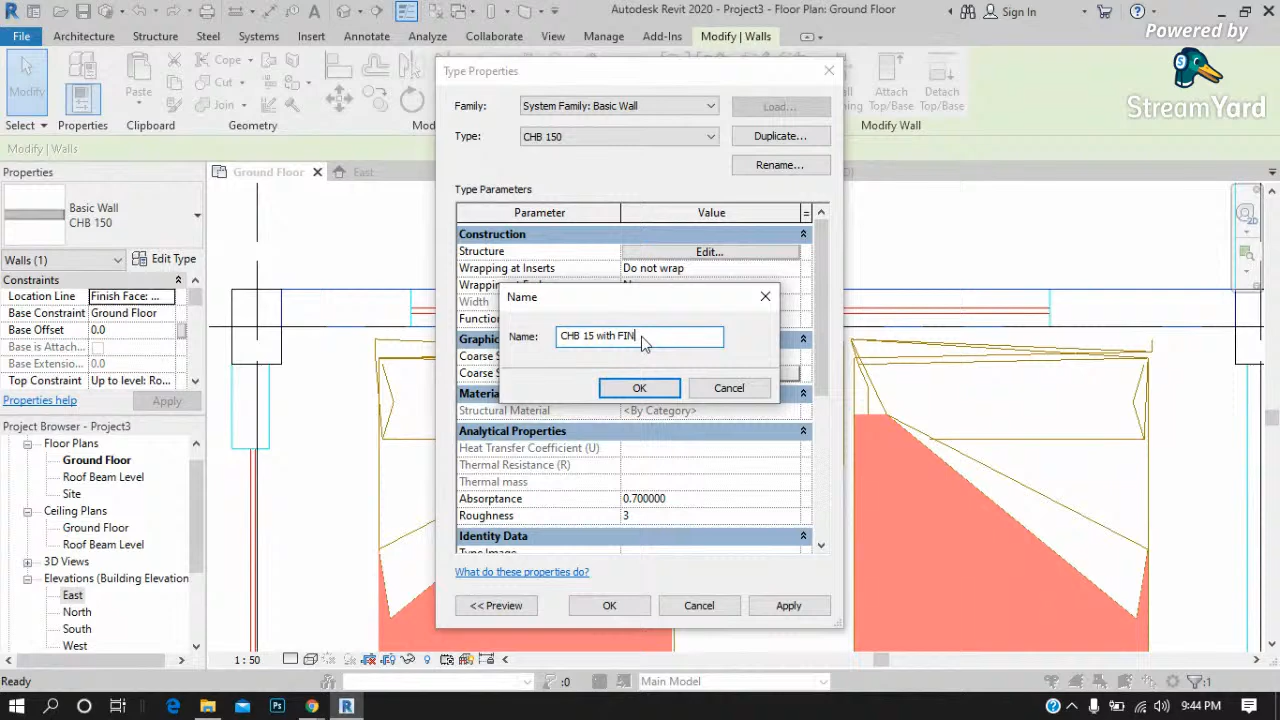 Autodesk Revit 2020 - Project3 - Floor Plan: Ground Floor
Sign In
Powered by
StreamYard
File
Architecture
Structure
Steel
Systems
Insert
Annotate
Analyze
Collaborate
View
Manage
Add-Ins
Modify | Walls
Modify
Select
Properties
Paste
Clipboard
Cope
Cut
Join
Geometry
Attach
Top/Base
Detach
Top/Base
Modify Wall
Modify | Walls
Properties
Basic Wall
CHB 150
Walls (1)
Edit Type
Constraints
Location Line Finish Face: ...
Base Constraint Ground Floor
Base Offset 0.0
Base is Attach...
Base Extensio... 0.0
Top Constraint Up to level: Ro...
Properties help
Apply
Project Browser - Project3
Floor Plans
Ground Floor
Roof Beam Level
Site
Ceiling Plans
Ground Floor
Roof Beam Level
3D Views
Elevations (Building Elevation
East
North
South
West
Ground Floor
East
Type Properties
Family: System Family: Basic Wall Load...
Type: CHB 150 Duplicate...
Rename...
Type Parameters
Parameter Value =
Construction
Structure Edit...
Wrapping at Inserts Do not wrap
Width
Materia
Structural Material <By Category>
Analytical Properties
Heat Transfer Coefficient (U)
Thermal Resistance (R)
Thermal mass
Absorptance 0.700000
Roughness 3
Identity Data
What do these properties do?
<< Preview OK Cancel Apply
Name
Name: CHB 15 with FIN
OK Cancel
1 : 50
Ready
:0
Main Model
:1
9:44 PM